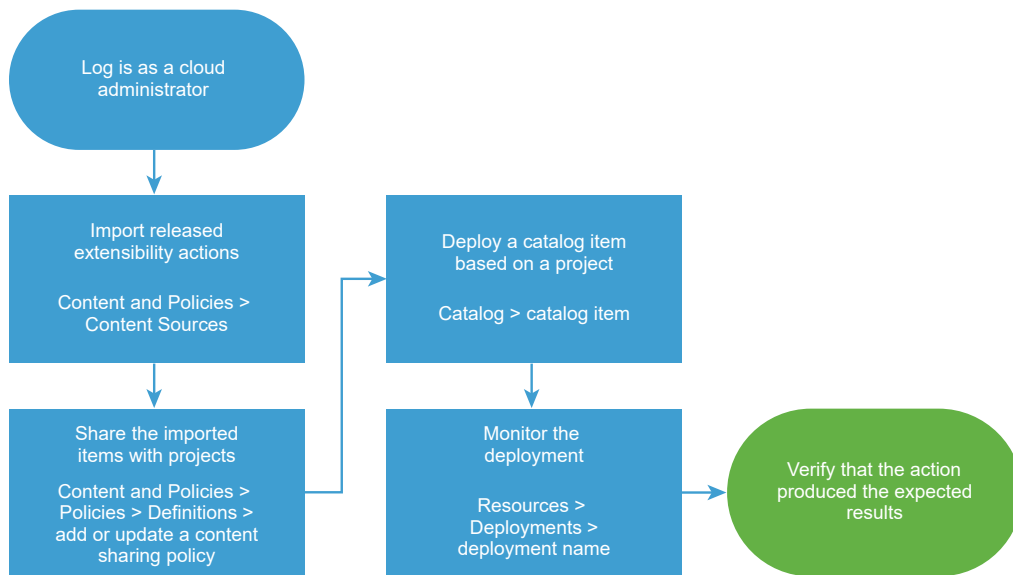 Log is as a cloud
administrator
Import released
extensibility actions
Content and Policies >
Content Sources
Share the imported
items with projects
Content and Policies >
Policies > Definitions >
add or update a content
sharing policy
Deploy a catalog item
based on a project
Catalog > catalog item
Monitor the
deployment
Resources >
Deployments >
deployment name
Verify that the action
produced the expected
results